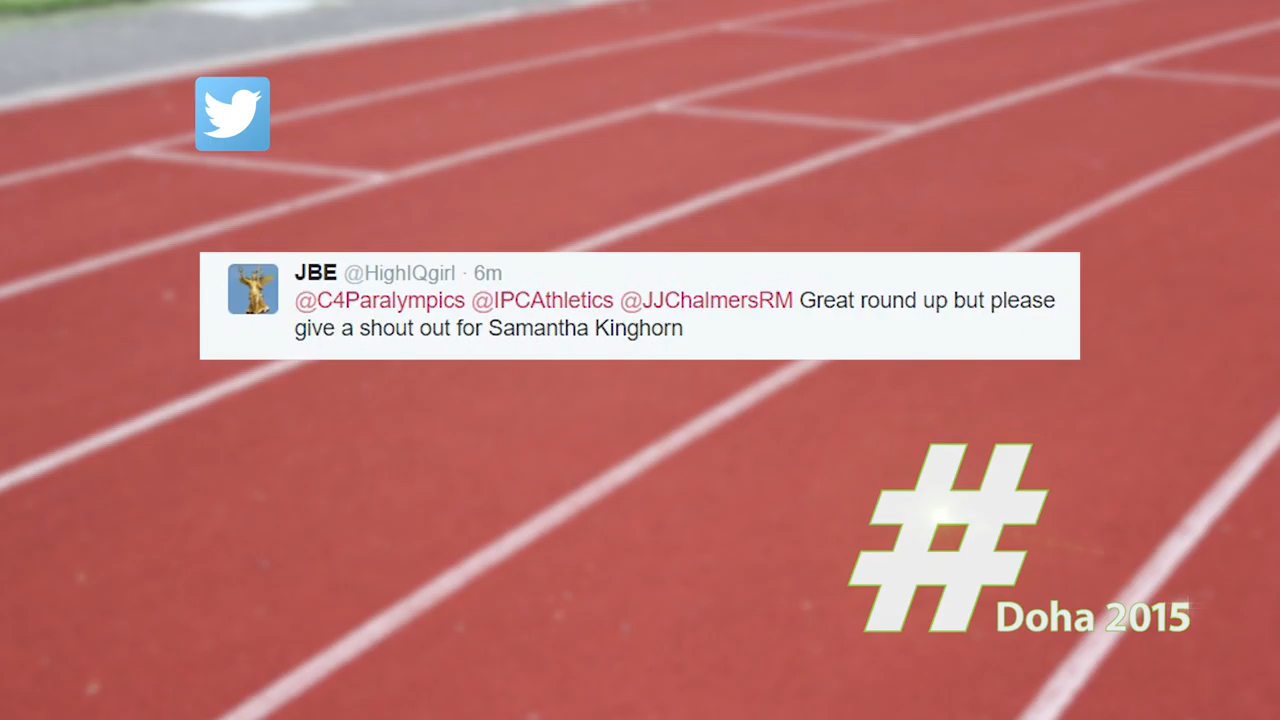 JBE @HighIQgirl · 6m
@C4Paralympics @IPCAthletics @JJChalmersRM Great round up but please
give a shout out for Samantha Kinghorn
#
Doha 2015